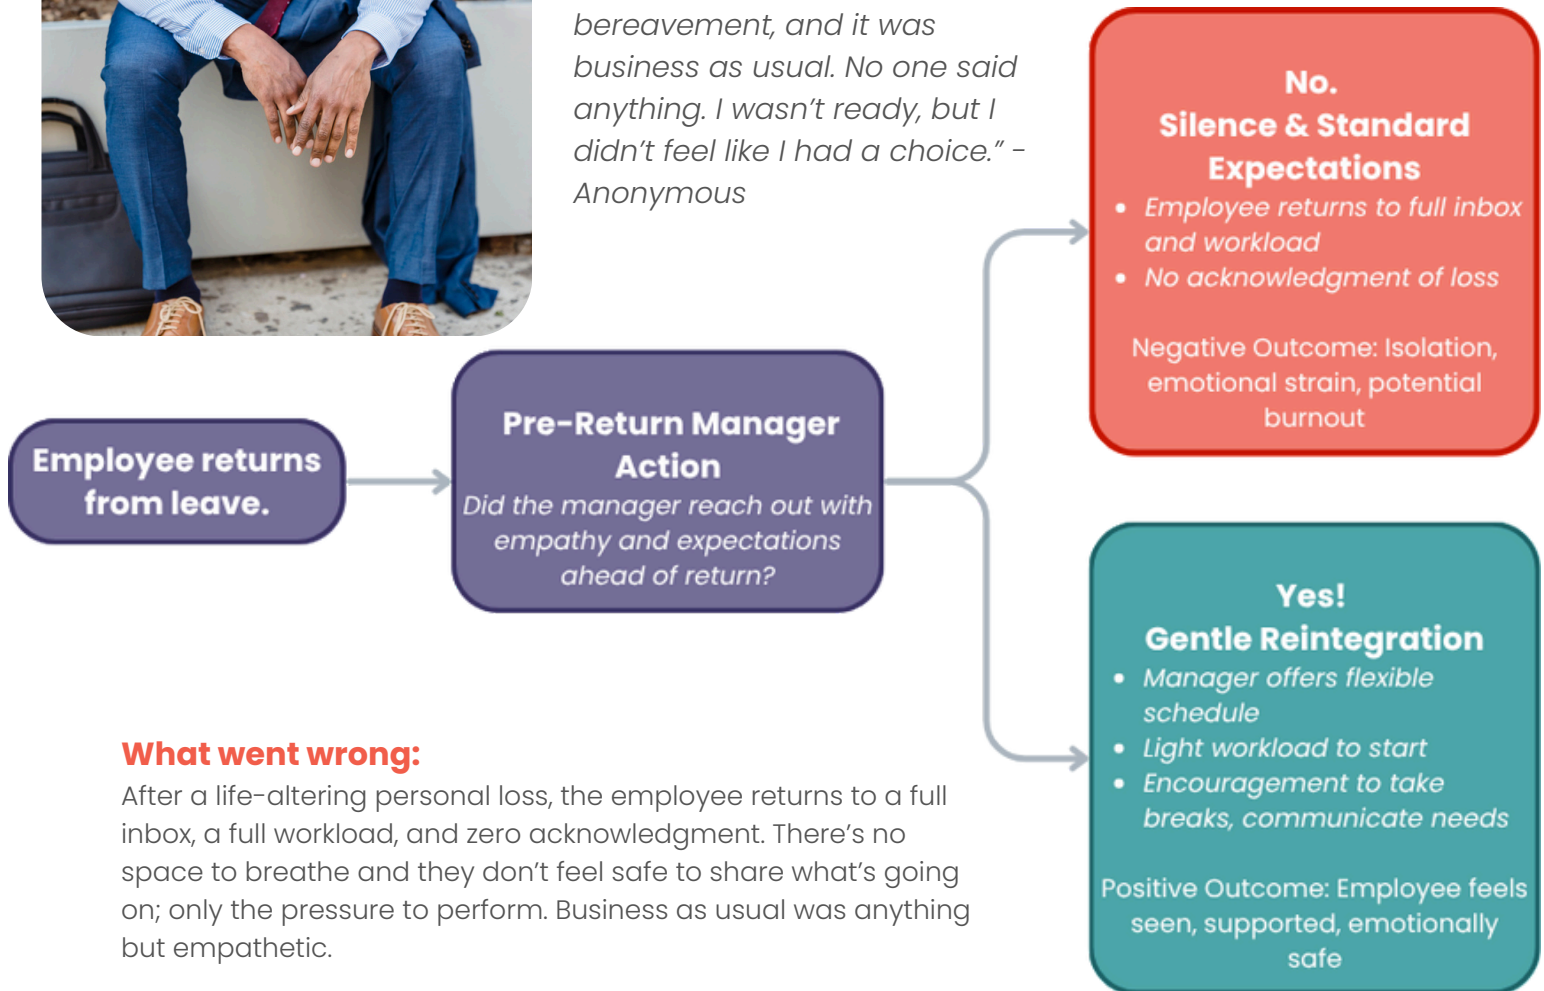 bereavement, and it was
business as usual. No one said
anything. I wasn’t ready, but I
didn’t feel like I had a choice.” -
Anonymous
Employee returns
from leave.
Pre-Return Manager
Action
Did the manager reach out with
empathy and expectations
ahead of return?
No.
Silence & Standard
Expectations
• Employee returns to full inbox
and workload
• No acknowledgment of loss
Negative Outcome: Isolation,
emotional strain, potential
burnout
Yes!
Gentle Reintegration
• Manager offers flexible
schedule
• Light workload to start
• Encouragement to take
breaks, communicate needs
Positive Outcome: Employee feels
seen, supported, emotionally
safe
What went wrong:
After a life-altering personal loss, the employee returns to a full
inbox, a full workload, and zero acknowledgment. There’s no
space to breathe and they don’t feel safe to share what’s going
on; only the pressure to perform. Business as usual was anything
but empathetic.